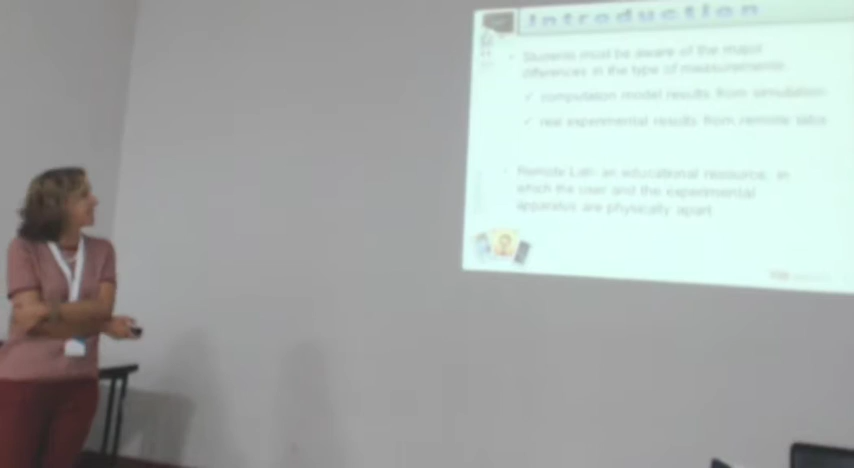 Introduction
Students must be aware of the major
differences in the type of measurements
✓ computation model results from simulation
✓ real experimental results from remote labs
Remote Lab: an educational resource, in
which the user and the experimental
apparatus are physically apart